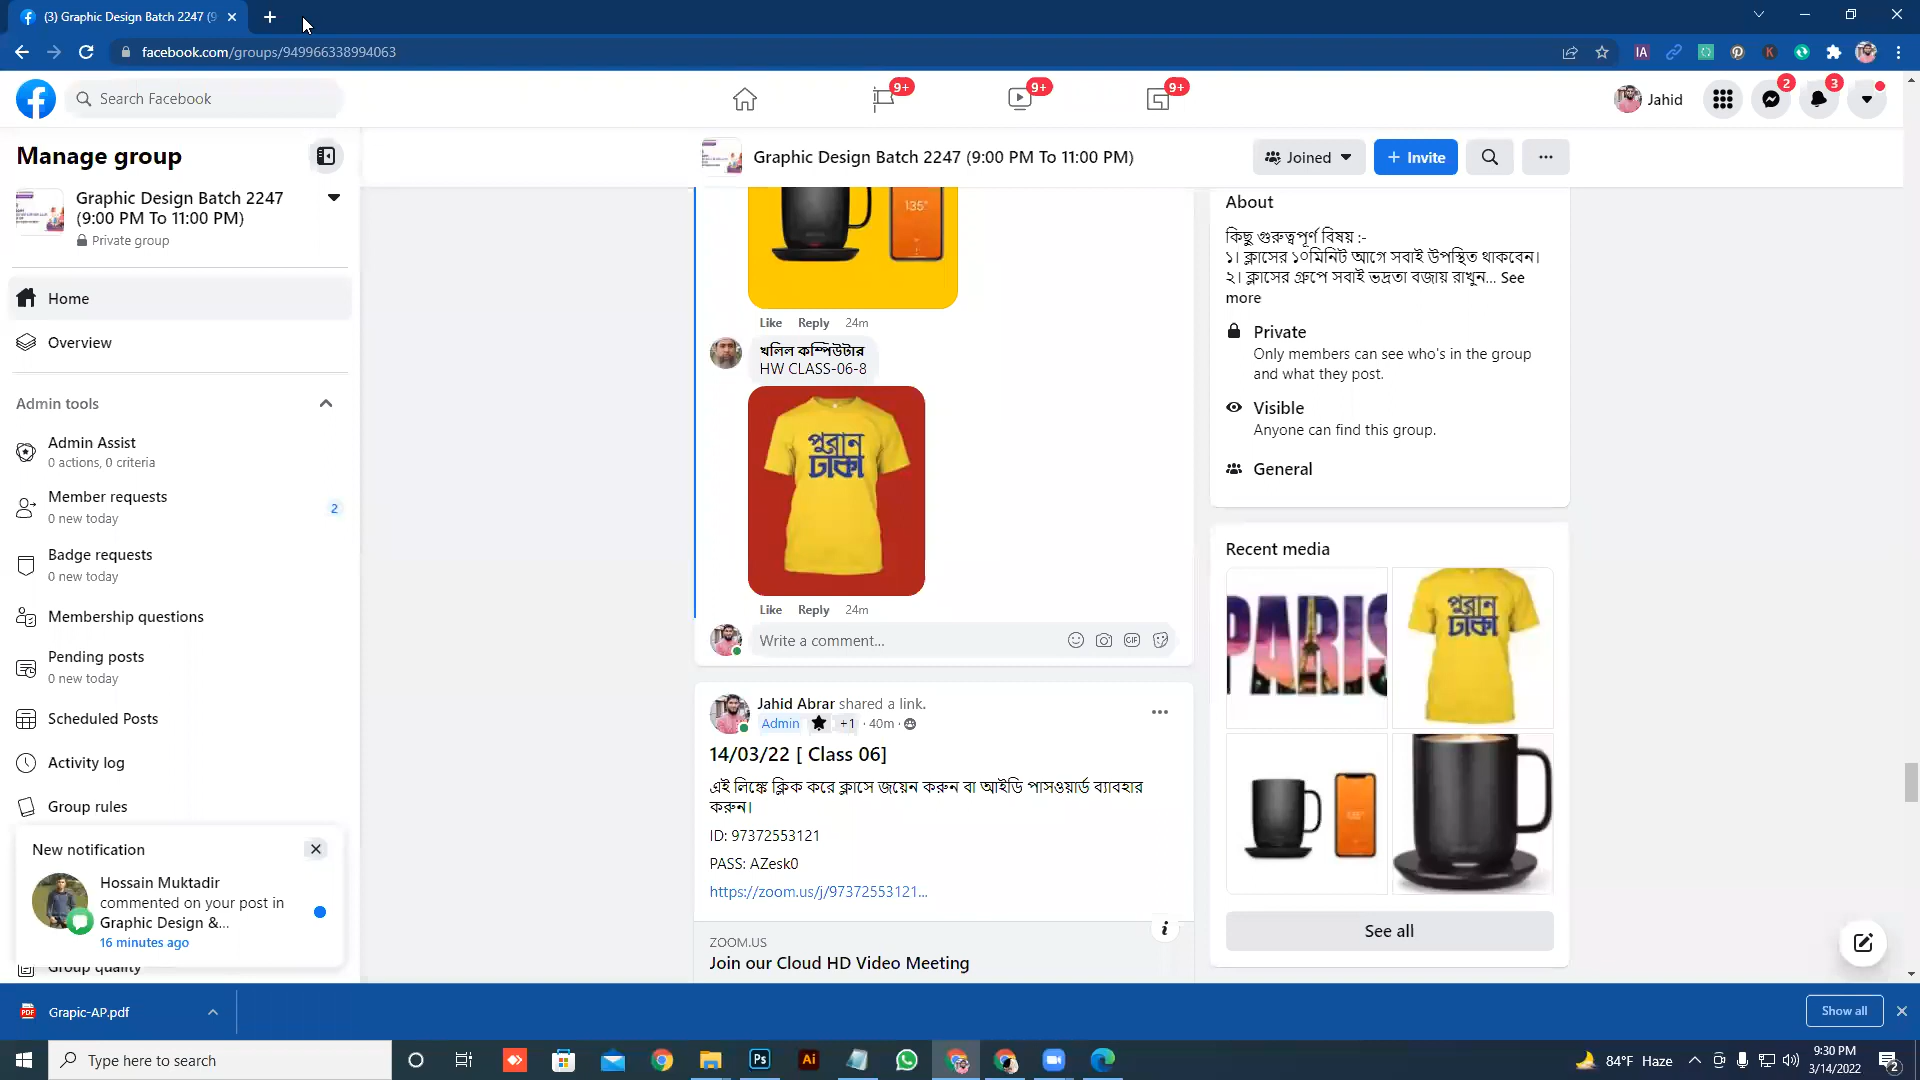 (3) Graphic Design Batch 2247 (9
facebook.com/groups/949966338994063
Search Facebook
9+
9+
9+
Jahid
2
3
Manage group
Graphic Design Batch 2247
(9:00 PM To 11:00 PM)
Private group
Home
Overview
Admin tools
Admin Assist
0 actions, 0 criteria
Member requests
0 new today
2
Badge requests
0 new today
Membership questions
Pending posts
0 new today
Scheduled Posts
Activity log
Group rules
New notification
Hossain Muktadir
commented on your post in
Graphic Design &...
16 minutes ago
Group quality
Graphic Design Batch 2247 (9:00 PM To 11:00 PM)
Joined
+ Invite
135°
Like Reply 24m
খলিল কম্পিউটার
HW CLASS-06-8
পুরান
ঢাকা
Like Reply 24m
Write a comment...
GIF
Jahid Abrar shared a link.
Admin +1 · 40m ·
14/03/22 [ Class 06]
এই লিঙ্কে ক্লিক করে ক্লাসে জয়েন করুন বা আইডি পাসওয়ার্ড ব্যাবহার
করুন।
ID: 97372553121
PASS: AZesk0
https://zoom.us/j/97372553121...
ZOOM.US
Join our Cloud HD Video Meeting
About
কিছু গুরুত্বপূর্ণ বিষয় :-
১। ক্লাসের ১০মিনিট আগে সবাই উপস্থিত থাকবেন।
২। ক্লাসের গ্রুপে সবাই ভদ্রতা বজায় রাখুন... See
more
Private
Only members can see who's in the group
and what they post.
Visible
Anyone can find this group.
General
Recent media
PARIS
পুরান
ঢাকা
See all
Grapic-AP.pdf
Show all
Type here to search
Ps
Ai
84°F Haze
9:30 PM
3/14/2022
2